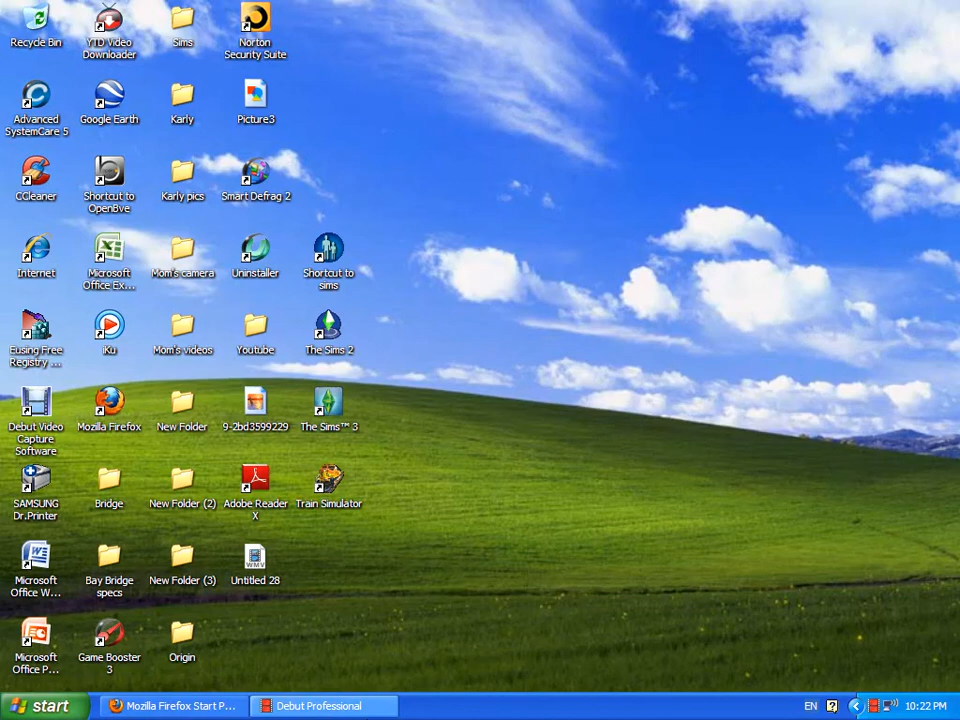 Recycle Bin
YTD Video
Downloader
Sims
Norton
Security Suite
Advanced
SystemCare 5
Google Earth
Karly
Picture3
CCleaner
Shortcut to
OpenBve
Karly pics
Smart Defrag 2
Internet
Microsoft
Office Ex...
Mom's camera
Uninstaller
Shortcut to
sims
Eusing Free
Registry ...
iKu
Mom's videos
Youtube
The Sims 2
Debut Video
Capture
Software
Mozilla Firefox
New Folder
9-2bd3599229
The Sims™ 3
SAMSUNG
Dr.Printer
Bridge
New Folder (2)
Adobe Reader
X
Train Simulator
Microsoft
Office W...
Bay Bridge
specs
New Folder (3)
WMV
Untitled 28
Microsoft
Office P...
Game Booster
3
Origin
start
Mozilla Firefox Start P...
Debut Professional
EN
10:22 PM